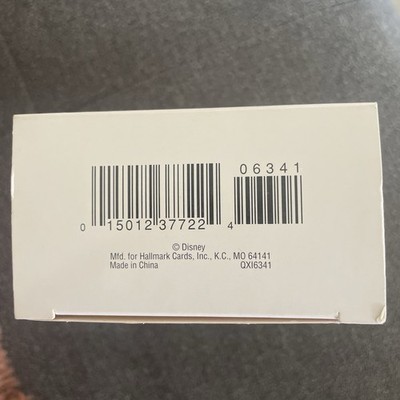 06341
0 15012 37722 4
© Disney
Mfd. for Hallmark Cards, Inc., K.C., MO 64141
Made in China QXI6341